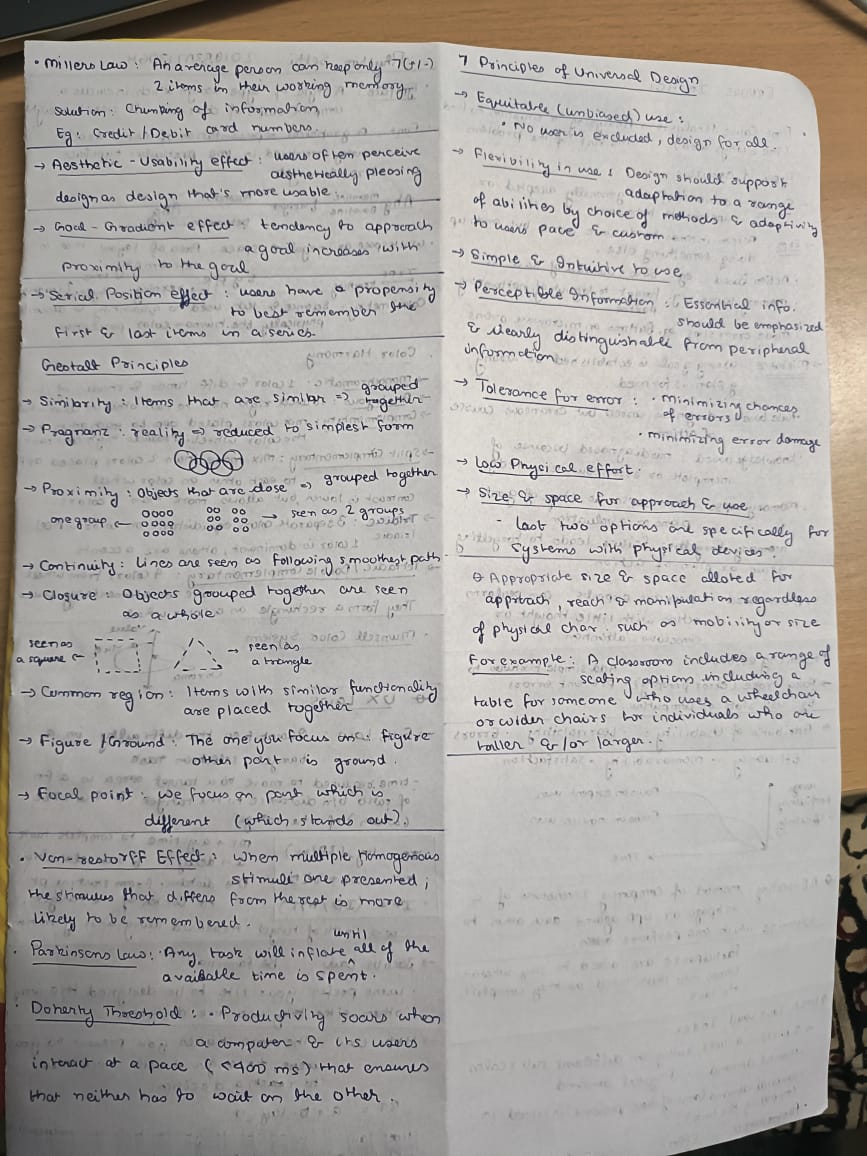 • Millers Law : An average person can keep only 7(+/-)
2 items in their working memory.
Solution : Chunking of information
Eg : Credit / Debit card numbers.
→ Aesthetic - Usability effect : users often perceive
aesthetically pleasing
design as design that's more usable.
→ Goal - Gradient effect : tendency to approach
a goal increases with
proximity to the goal
→ Serial Position effect : users have a propensity
to best remember the
first & last items in a series.
Gestalt Principles
→ Similarity : Items that are similar => grouped
together
→ Pragnanz : reality => reduced to simplest form
→ Proximity : Objects that are close => grouped together
one group ← → seen as 2 groups
→ Continuity : Lines are seen as following smoothest path
→ Closure : Objects grouped together are seen
as a whole
seen as
a square ← → seen as
a triangle
→ Common region : Items with similar functionality
are placed together
→ Figure / Ground : The one you focus on : figure
other part is ground.
→ Focal point : we focus on part which is
different (which stands out).
• Von-restorff Effect : when multiple homogenous
stimuli are presented,
the stimulus that differs from the rest is more
likely to be remembered.
• Parkinsons Law : Any task will inflate until all of the
available time is spent.
• Doherty Threshold : • Productivity soars when
a computer & its users
interact at a pace (<400 ms) that ensures
that neither has to wait on the other.
7 Principles of Universal Design
→ Equitable (unbiased) use :
• No user is excluded, design for all.
→ Flexibility in use : Design should support
adaptation to a range
of abilities by choice of methods & adaptivity
to users pace & custom.
→ Simple & Intuitive to use
→ Perceptible Information : Essential info.
should be emphasized
& clearly distinguishable from peripheral
information
→ Tolerance for error : • minimizing chances
of errors
• minimizing error damage
→ Low Physical effort.
→ Size & space for approach & use
- last two options are specifically for
systems with physical devices.
Appropriate size & space alloted for
approach, reach & manipulation regardless
of physical char. such as mobility or size
For example : A classroom includes a range of
seating options including a
table for someone who uses a wheelchair
or wider chairs for individuals who are
taller & / or larger.